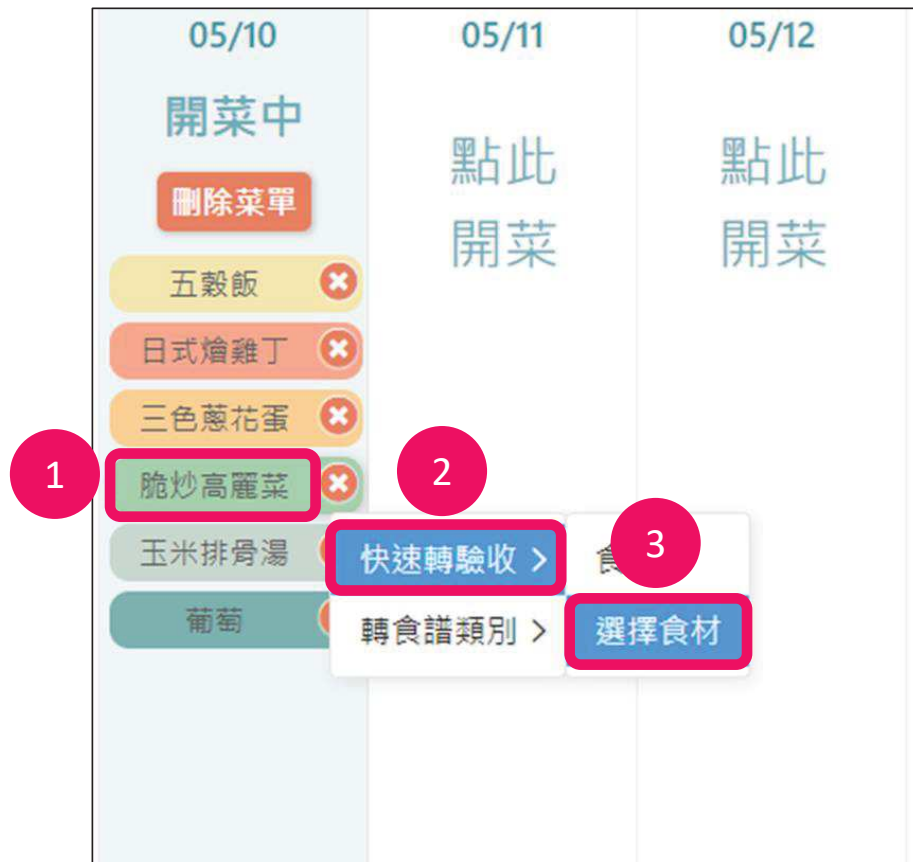 05/10
05/11
05/12
開菜中
點此
開菜
點此
開菜
刪除菜單
五穀飯
日式燴雞丁
三色蔥花蛋
1
脆炒高麗菜
2
玉米排骨湯
快速轉驗收 >
食
3
葡萄
轉食譜類別 >
選擇食材